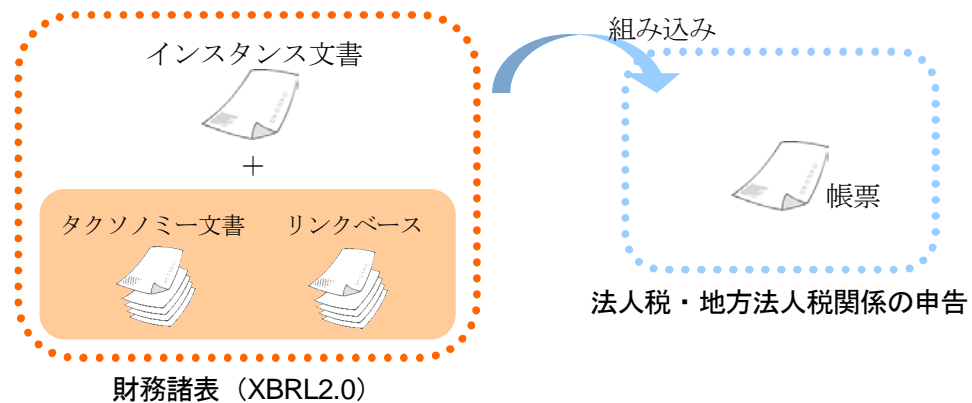 インスタンス文書
+
タクソノミー文書
リンクベース
財務諸表（XBRL2.0）
組み込み
帳票
法人税・地方法人税関係の申告